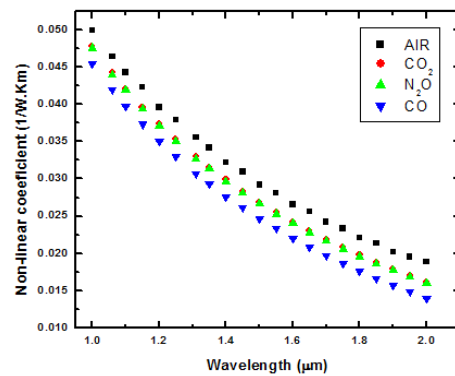 0.050
0.045
0.040
0.035
0.030
0.025
0.020
0.015
0.010
Non-linear coeeficient (1/W.Km)
AIR
CO2
N2O
CO
1.0 1.2 1.4 1.6 1.8 2.0
Wavelength (μm)